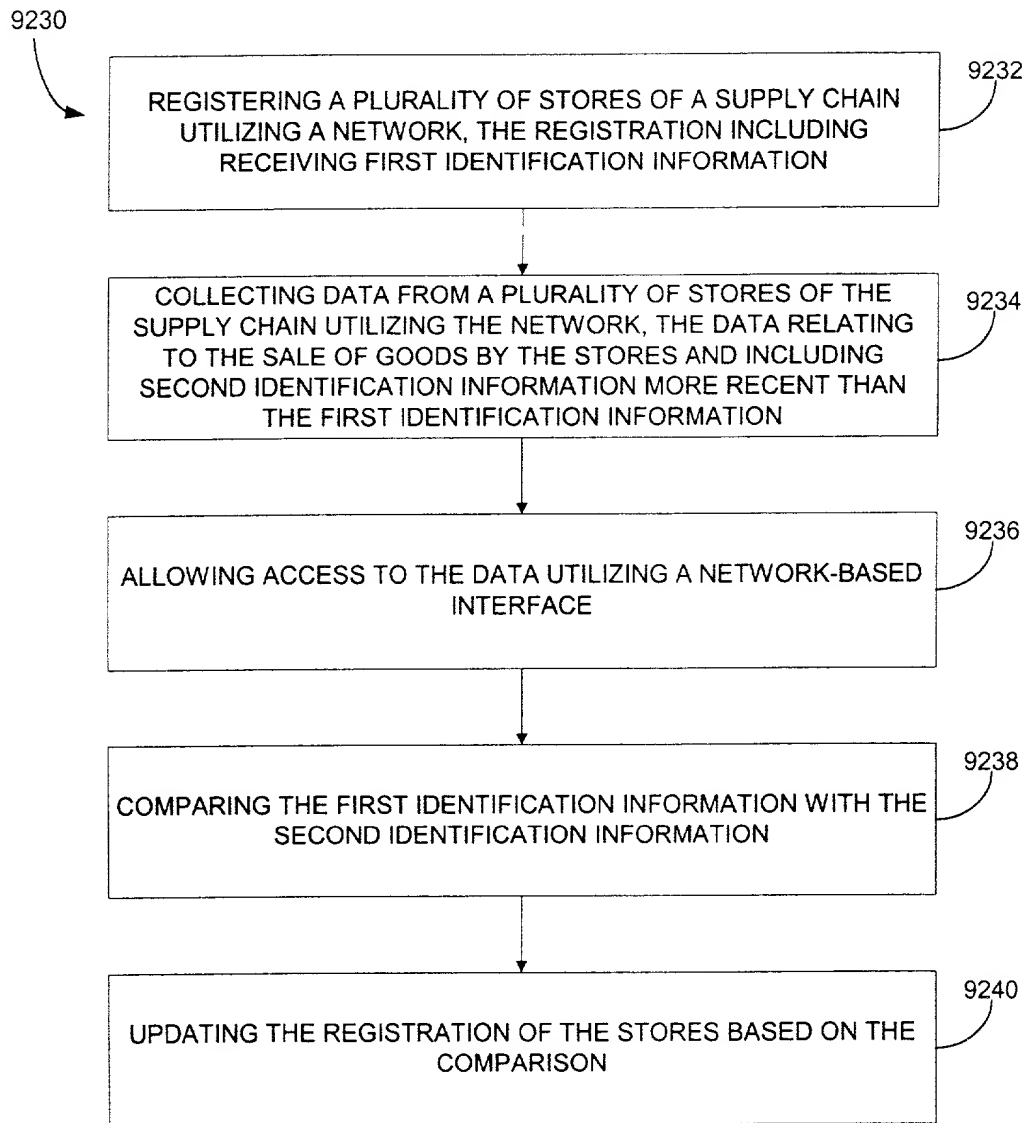 9230
REGISTERING A PLURALITY OF STORES OF A SUPPLY CHAIN
UTILIZING A NETWORK, THE REGISTRATION INCLUDING
RECEIVING FIRST IDENTIFICATION INFORMATION
9232
COLLECTING DATA FROM A PLURALITY OF STORES OF THE
SUPPLY CHAIN UTILIZING THE NETWORK, THE DATA RELATING
TO THE SALE OF GOODS BY THE STORES AND INCLUDING
SECOND IDENTIFICATION INFORMATION MORE RECENT THAN
THE FIRST IDENTIFICATION INFORMATION
9234
ALLOWING ACCESS TO THE DATA UTILIZING A NETWORK-BASED
INTERFACE
9236
COMPARING THE FIRST IDENTIFICATION INFORMATION WITH THE
SECOND IDENTIFICATION INFORMATION
9238
UPDATING THE REGISTRATION OF THE STORES BASED ON THE
COMPARISON
9240